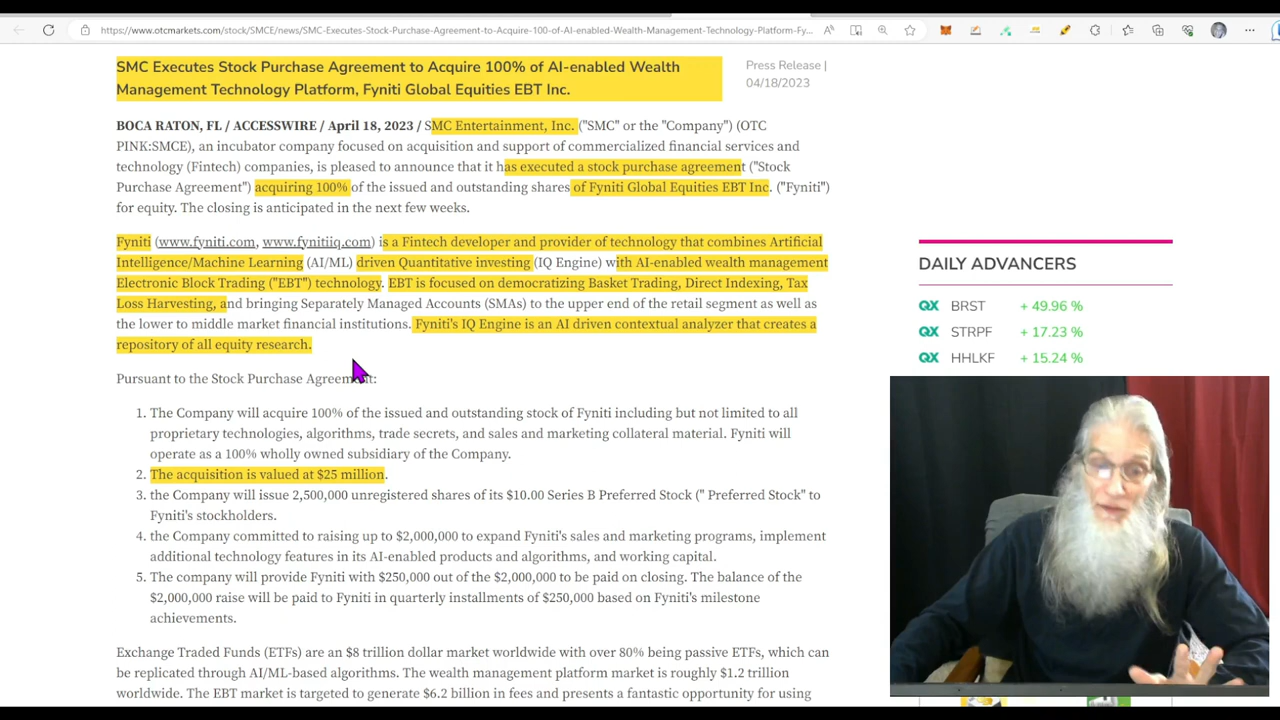 https://www.otcmarkets.com/stock/SMCE/news/SMC-Executes-Stock-Purchase-Agreement-to-Acquire-100-of-AI-enabled-Wealth-Management-Technology-Platform-Fy...
SMC Executes Stock Purchase Agreement to Acquire 100% of AI-enabled Wealth
Management Technology Platform, Fyniti Global Equities EBT Inc.
Press Release |
04/18/2023
BOCA RATON, FL / ACCESSWIRE / April 18, 2023 / SMC Entertainment, Inc. ("SMC" or the "Company") (OTC
PINK:SMCE), an incubator company focused on acquisition and support of commercialized financial services and
technology (Fintech) companies, is pleased to announce that it has executed a stock purchase agreement ("Stock
Purchase Agreement") acquiring 100% of the issued and outstanding shares of Fyniti Global Equities EBT Inc. ("Fyniti")
for equity. The closing is anticipated in the next few weeks.
Fyniti (www.fyniti.com, www.fynitiiq.com) is a Fintech developer and provider of technology that combines Artificial
Intelligence/Machine Learning (AI/ML) driven Quantitative investing (IQ Engine) with AI-enabled wealth management
Electronic Block Trading ("EBT") technology. EBT is focused on democratizing Basket Trading, Direct Indexing, Tax
Loss Harvesting, and bringing Separately Managed Accounts (SMAs) to the upper end of the retail segment as well as
the lower to middle market financial institutions. Fyniti's IQ Engine is an AI driven contextual analyzer that creates a
repository of all equity research.
Pursuant to the Stock Purchase Agreement:
1. The Company will acquire 100% of the issued and outstanding stock of Fyniti including but not limited to all
proprietary technologies, algorithms, trade secrets, and sales and marketing collateral material. Fyniti will
operate as a 100% wholly owned subsidiary of the Company.
2. The acquisition is valued at $25 million.
3. the Company will issue 2,500,000 unregistered shares of its $10.00 Series B Preferred Stock (" Preferred Stock" to
Fyniti's stockholders.
4. the Company committed to raising up to $2,000,000 to expand Fyniti's sales and marketing programs, implement
additional technology features in its AI-enabled products and algorithms, and working capital.
5. The company will provide Fyniti with $250,000 out of the $2,000,000 to be paid on closing. The balance of the
$2,000,000 raise will be paid to Fyniti in quarterly installments of $250,000 based on Fyniti's milestone
achievements.
Exchange Traded Funds (ETFs) are an $8 trillion dollar market worldwide with over 80% being passive ETFs, which can
be replicated through AI/ML-based algorithms. The wealth management platform market is roughly $1.2 trillion
worldwide. The EBT market is targeted to generate $6.2 billion in fees and presents a fantastic opportunity for using
DAILY ADVANCERS
QX BRST + 49.96 %
QX STRPF + 17.23 %
QX HHLKF + 15.24 %